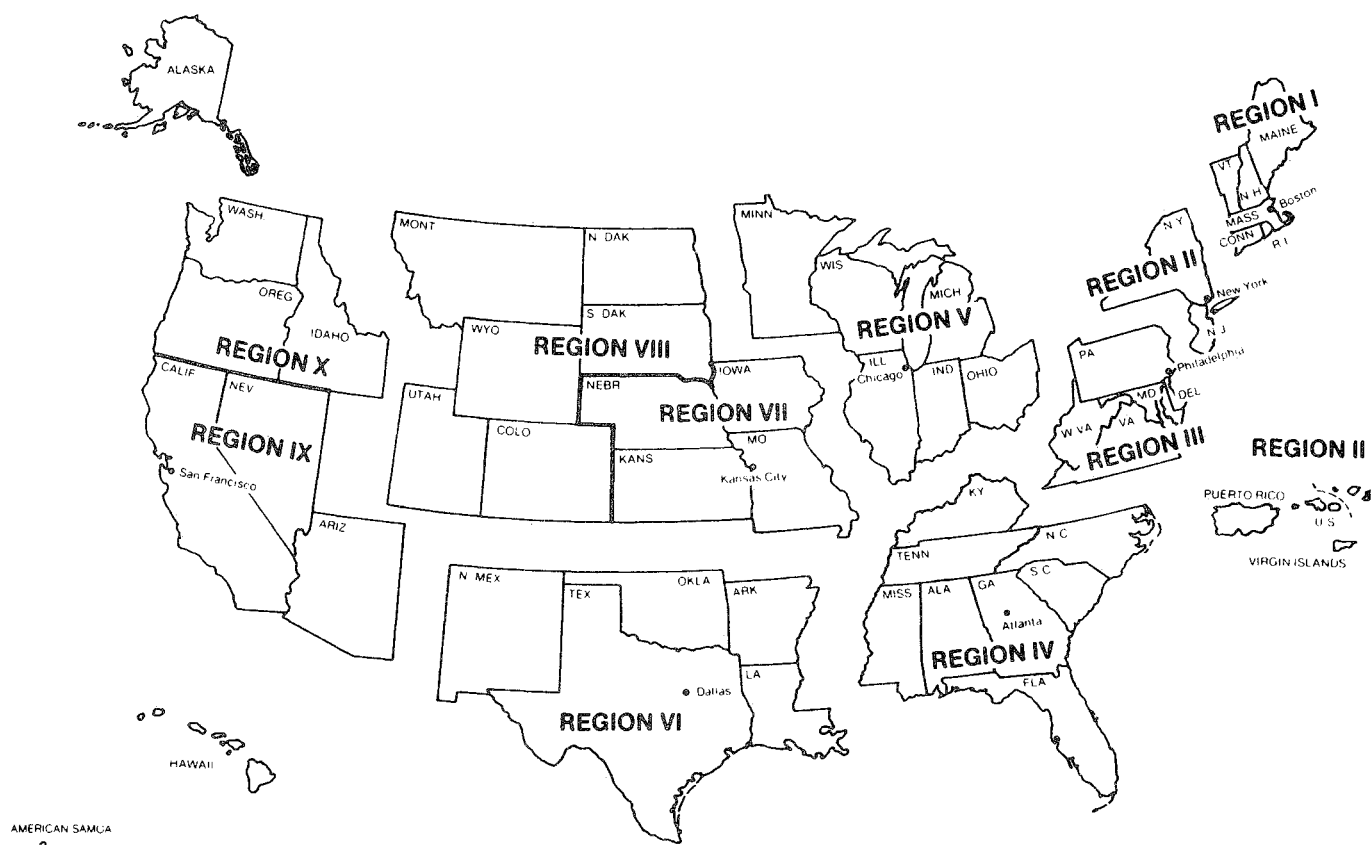 ALASKA
REGION I
MAINE
VT
N H
Boston
MASS
CONN
R I
N Y
REGION II
New York
N J
WASH.
OREG
IDAHO
REGION X
MONT
N DAK
S DAK
WYO
REGION VIII
UTAH
COLO
MINN
WIS
MICH
REGION V
ILL
Chicago
IND
OHIO
PA
Philadelphia
MD
DEL
W VA
VA
REGION III
CALIF
NEV
REGION IX
San Francisco
ARIZ
NEBR
IOWA
REGION VII
KANS
MO
Kansas City
REGION II
PUERTO RICO
U S
VIRGIN ISLANDS
KY
TENN
N C
S C
MISS
ALA
GA
Atlanta
REGION IV
FLA
N MEX
TEX
OKLA
ARK
LA
Dallas
REGION VI
HAWAII
AMERICAN SAMOA